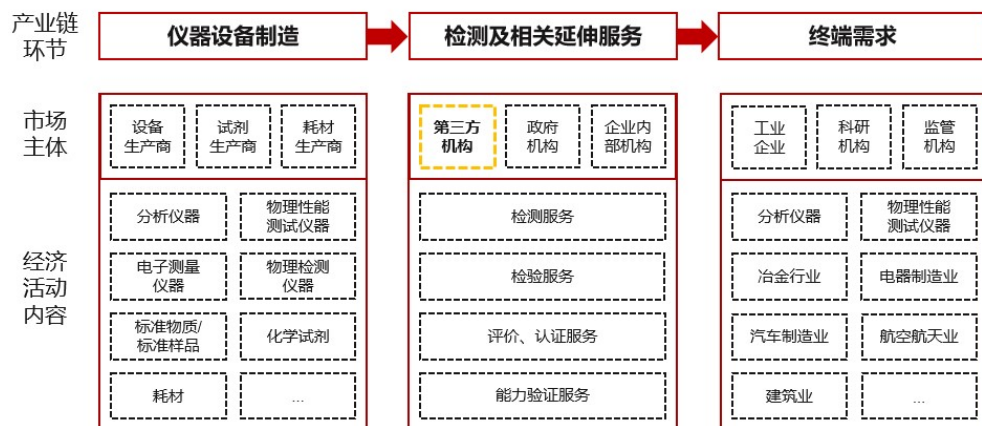 产业链
环节
仪器设备制造
检测及相关延伸服务
终端需求
市场
主体
设备
生产商
试剂
生产商
耗材
生产商
第三方
机构
政府
机构
企业内
部机构
工业
企业
科研
机构
监管
机构
经济
活动
内容
分析仪器
物理性能
测试仪器
电子测量
仪器
物理检测
仪器
标准物质/
标准样品
化学试剂
耗材
...
检测服务
检验服务
评价、认证服务
能力验证服务
分析仪器
物理性能
测试仪器
冶金行业
电器制造业
汽车制造业
航空航天业
建筑业
...